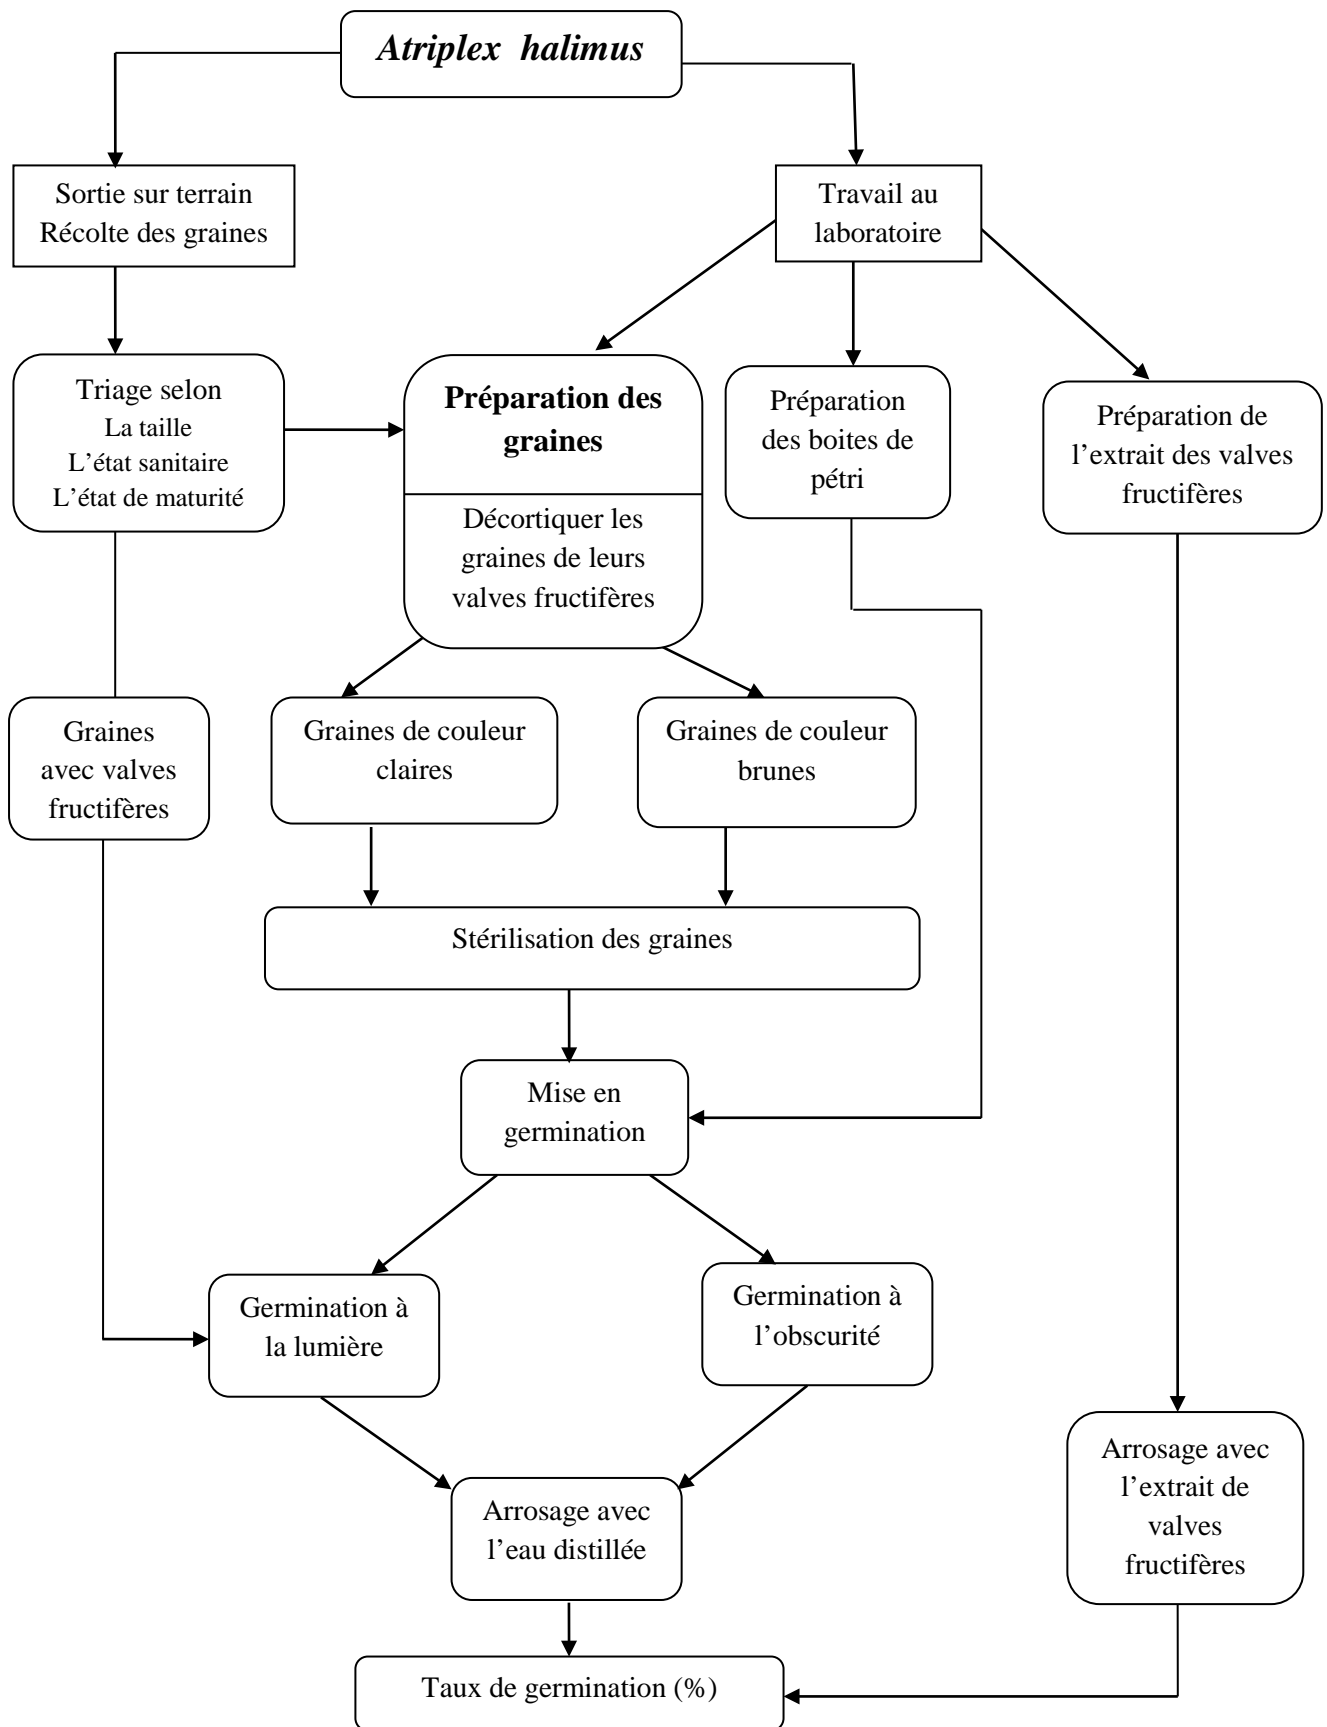 Atriplex halimus
Sortie sur terrain
Récolte des graines
Travail au
laboratoire
Triage selon
La taille
L’état sanitaire
L’état de maturité
Préparation des
graines
Décortiquer les
graines de leurs
valves fructifères
Préparation
des boites de
pétri
Préparation de
l’extrait des valves
fructifères
Graines
avec valves
fructifères
Graines de couleur
claires
Graines de couleur
brunes
Stérilisation des graines
Mise en
germination
Germination à
la lumière
Germination à
l’obscurité
Arrosage avec
l’eau distillée
Arrosage avec
l’extrait de
valves
fructifères
Taux de germination (%)